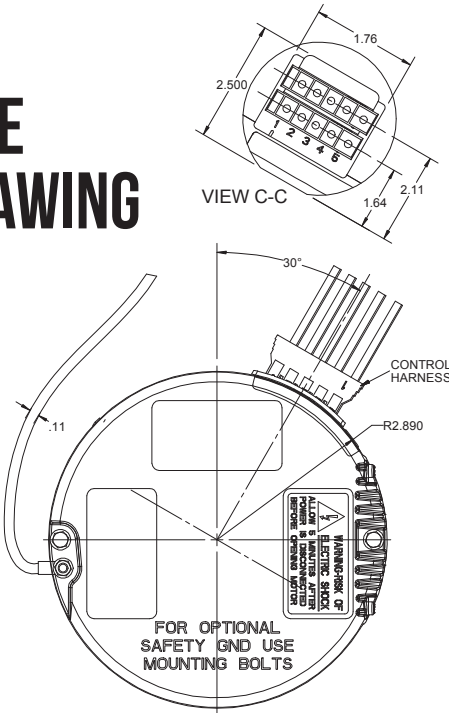 E
AWING
1.76
2.500
1 2 3 4 5
2.11
1.64
VIEW C-C
30°
CONTROL
HARNESS
R2.890
.11
WARNING-RISK OF
ELECTRIC SHOCK
ALLOW 5 MINUTES AFTER
POWER IS DISCONNECTED
BEFORE OPENING MOTOR
FOR OPTIONAL
SAFETY GND USE
MOUNTING BOLTS